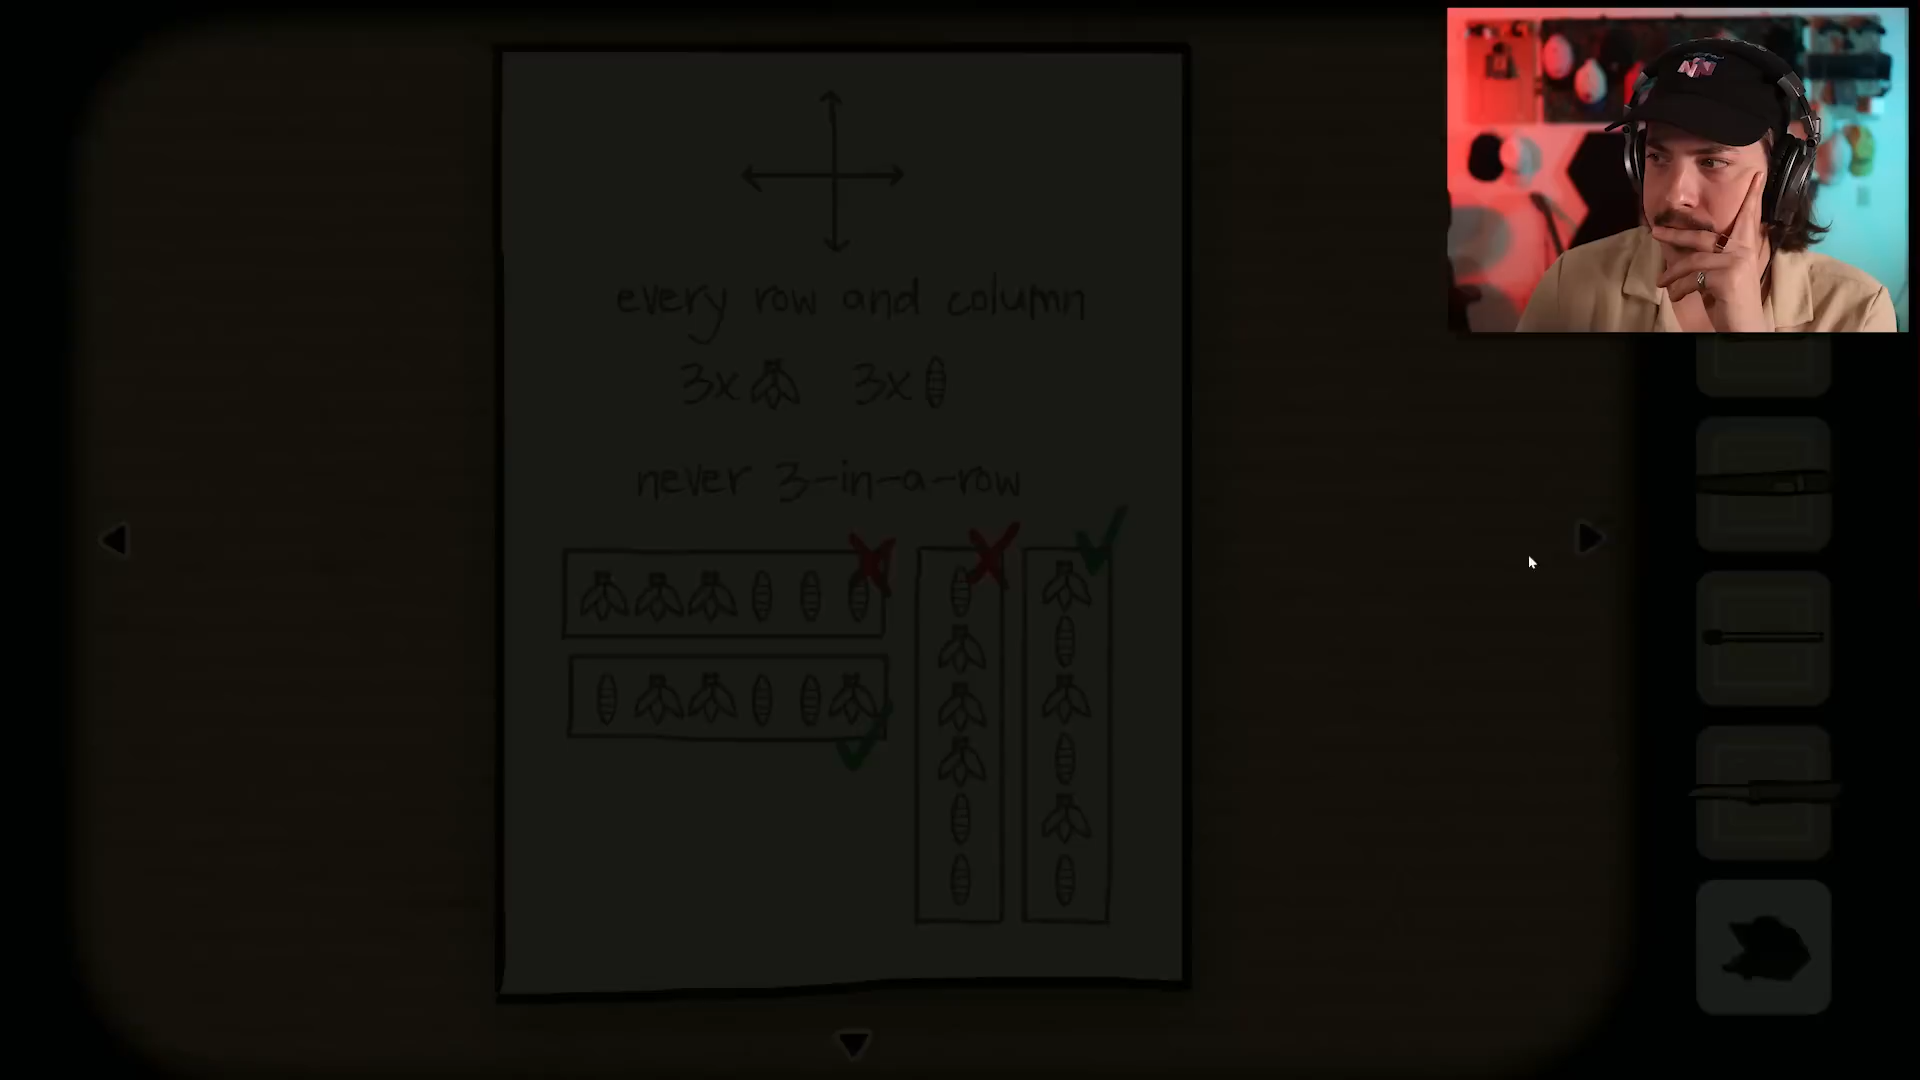 every row and column
3x 3x
never 3-in-a-row